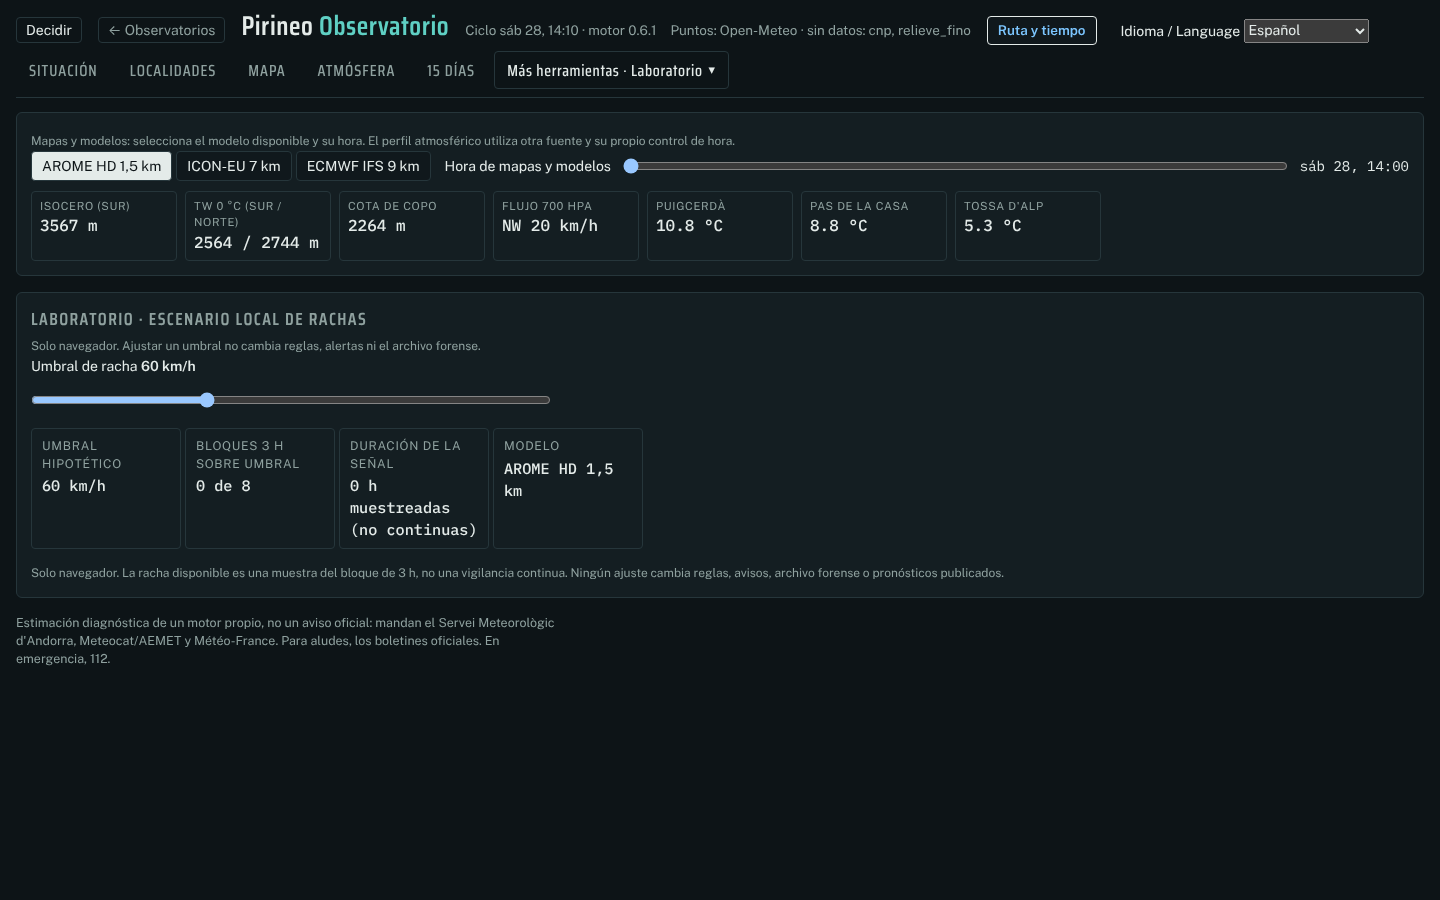 Decidir
← Observatorios
Pirineo Observatorio
Ciclo sáb 28, 14:10 · motor 0.6.1
Puntos: Open-Meteo · sin datos: cnp, relieve_fino
Ruta y tiempo
Idioma / Language
Español
SITUACIÓN
LOCALIDADES
MAPA
ATMÓSFERA
15 DÍAS
Más herramientas · Laboratorio ▾
Mapas y modelos: selecciona el modelo disponible y su hora. El perfil atmosférico utiliza otra fuente y su propio control de hora.
AROME HD 1,5 km
ICON-EU 7 km
ECMWF IFS 9 km
Hora de mapas y modelos
sáb 28, 14:00
ISOCERO (SUR)
3567 m
TW 0 °C (SUR /
NORTE)
2564 / 2744 m
COTA DE COPO
2264 m
FLUJO 700 HPA
NW 20 km/h
PUIGCERDÀ
10.8 °C
PAS DE LA CASA
8.8 °C
TOSSA D'ALP
5.3 °C
LABORATORIO · ESCENARIO LOCAL DE RACHAS
Solo navegador. Ajustar un umbral no cambia reglas, alertas ni el archivo forense.
Umbral de racha 60 km/h
UMBRAL
HIPOTÉTICO
60 km/h
BLOQUES 3 H
SOBRE UMBRAL
0 de 8
DURACIÓN DE LA
SEÑAL
0 h
muestreadas
(no continuas)
MODELO
AROME HD 1,5
km
Solo navegador. La racha disponible es una muestra del bloque de 3 h, no una vigilancia continua. Ningún ajuste cambia reglas, avisos, archivo forense o pronósticos publicados.
Estimación diagnóstica de un motor propio, no un aviso oficial: mandan el Servei Meteorològic
d'Andorra, Meteocat/AEMET y Météo-France. Para aludes, los boletines oficiales. En
emergencia, 112.